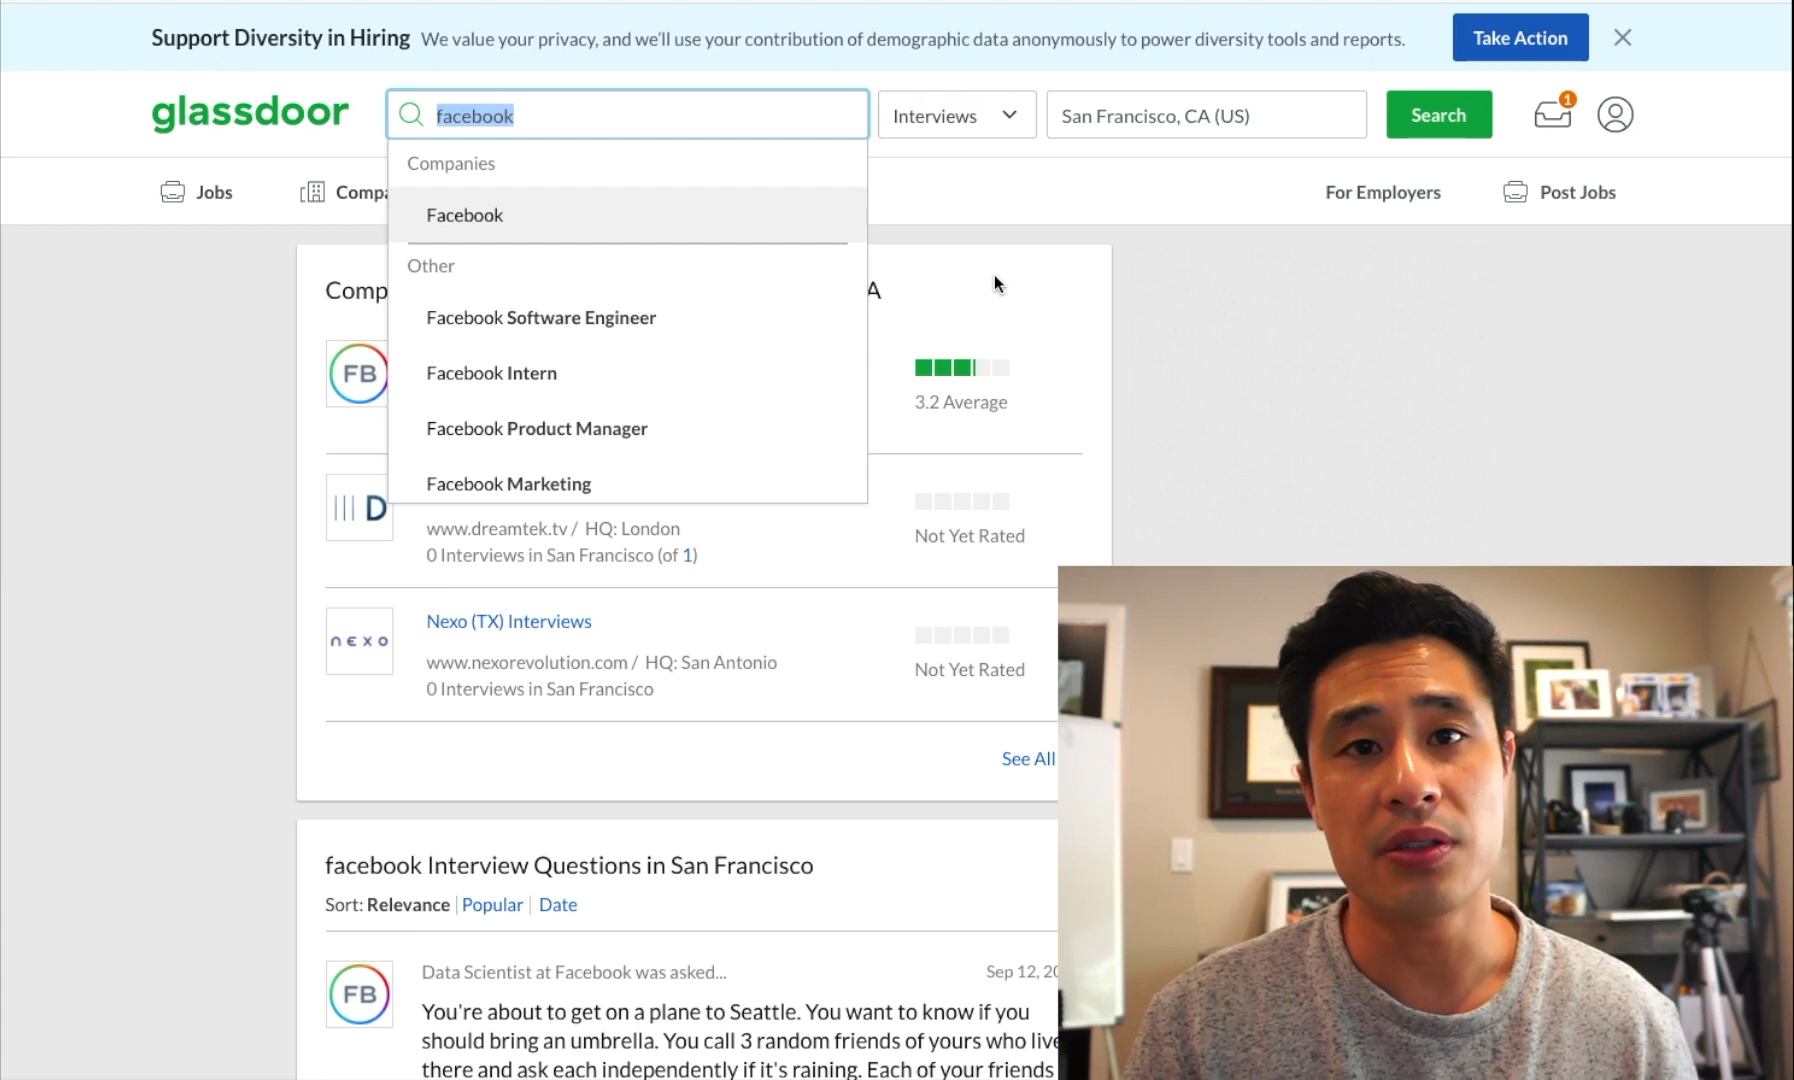 Support Diversity in Hiring We value your privacy, and we'll use your contribution of demographic data anonymously to power diversity tools and reports. Take Action
glassdoor facebook Interviews San Francisco, CA (US) Search 1
Companies
Jobs Compa For Employers Post Jobs
Facebook
Other
Comp A
Facebook Software Engineer
FB
Facebook Intern
3.2 Average
Facebook Product Manager
Facebook Marketing
D
www.dreamtek.tv / HQ: London
0 Interviews in San Francisco (of 1)
Not Yet Rated
nexo
Nexo (TX) Interviews
www.nexorevolution.com / HQ: San Antonio
0 Interviews in San Francisco
Not Yet Rated
See All
facebook Interview Questions in San Francisco
Sort: Relevance | Popular | Date
FB
Data Scientist at Facebook was asked... Sep 12, 20
You're about to get on a plane to Seattle. You want to know if you
should bring an umbrella. You call 3 random friends of yours who live
there and ask each independently if it's raining. Each of your friends